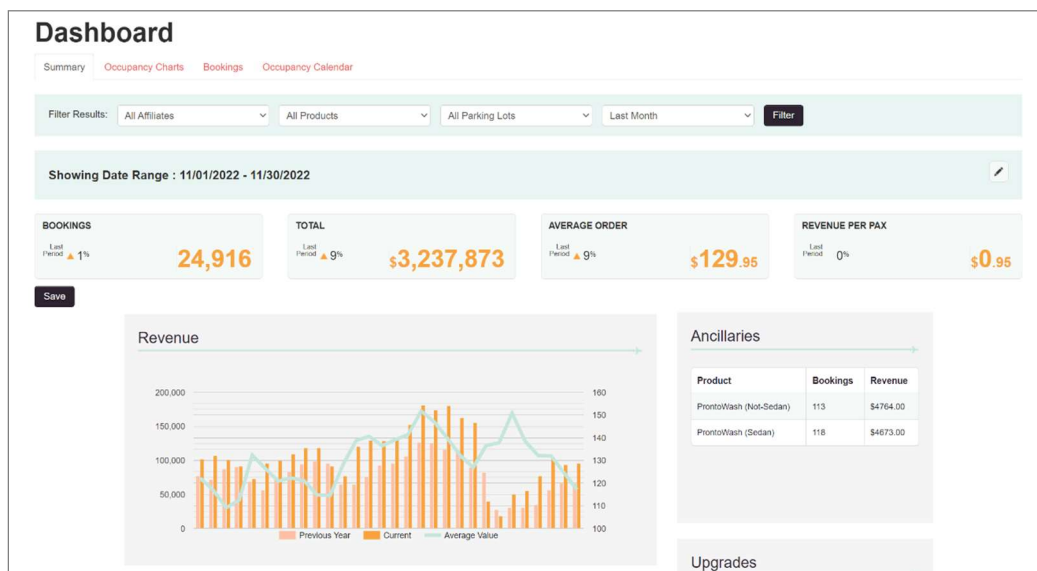 Dashboard
Summary Occupancy Charts Bookings Occupancy Calendar
Filter Results: All Affiliates All Products All Parking Lots Last Month Filter
Showing Date Range : 11/01/2022 - 11/30/2022
BOOKINGS
Last Period ▲ 1% 24,916
TOTAL
Last Period ▲ 9% $3,237,873
AVERAGE ORDER
Last Period ▲ 9% $129.95
REVENUE PER PAX
Last Period 0% $0.95
Save
Revenue
200,000 160
150
150,000
140
100,000 130
120
50,000
110
0 100
Previous Year Current Average Value
Ancillaries
Product Bookings Revenue
ProntoWash (Not-Sedan) 113 $4764.00
ProntoWash (Sedan) 118 $4673.00
Upgrades